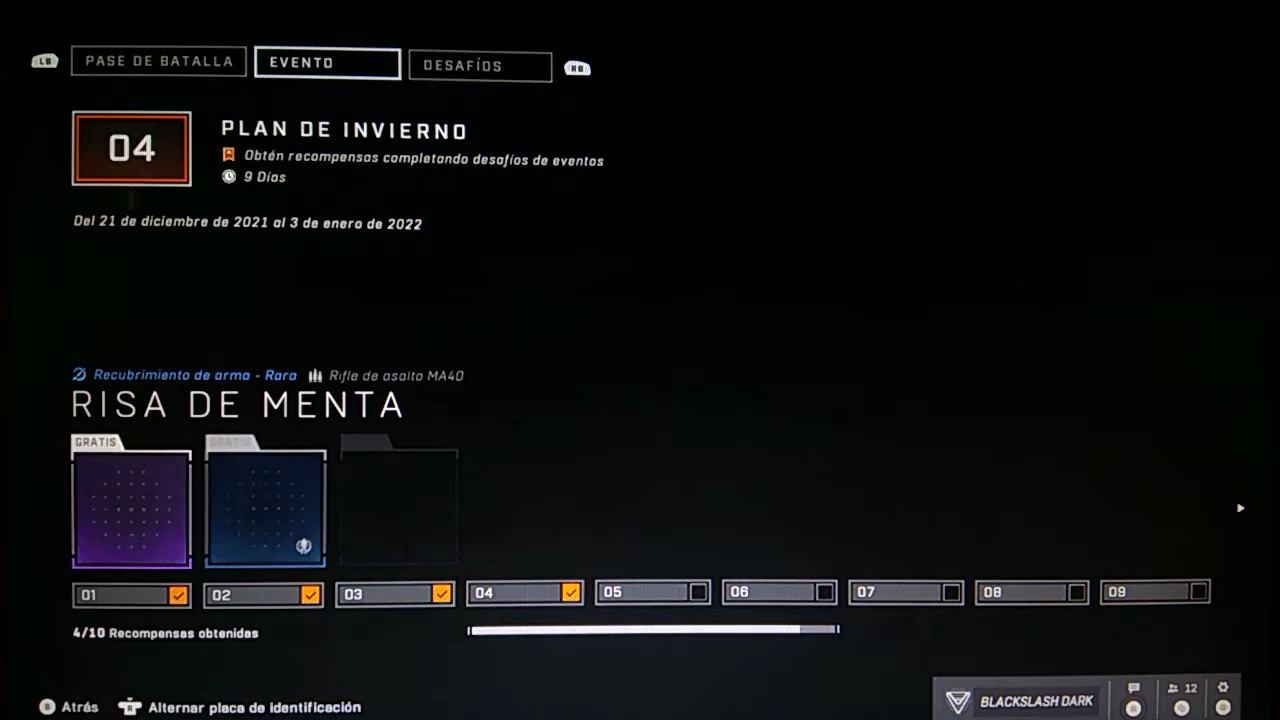 LB PASE DE BATALLA EVENTO DESAFÍOS RB
04
PLAN DE INVIERNO
Obtén recompensas completando desafíos de eventos
9 Días
Del 21 de diciembre de 2021 al 3 de enero de 2022
Recubrimiento de arma - Rara Rifle de asalto MA40
RISA DE MENTA
GRATIS GRATIS
01 02 03 04 05 06 07 08 09
4/10 Recompensas obtenidas
B Atrás Alternar placa de identificación
BLACKSLASH DARK 12